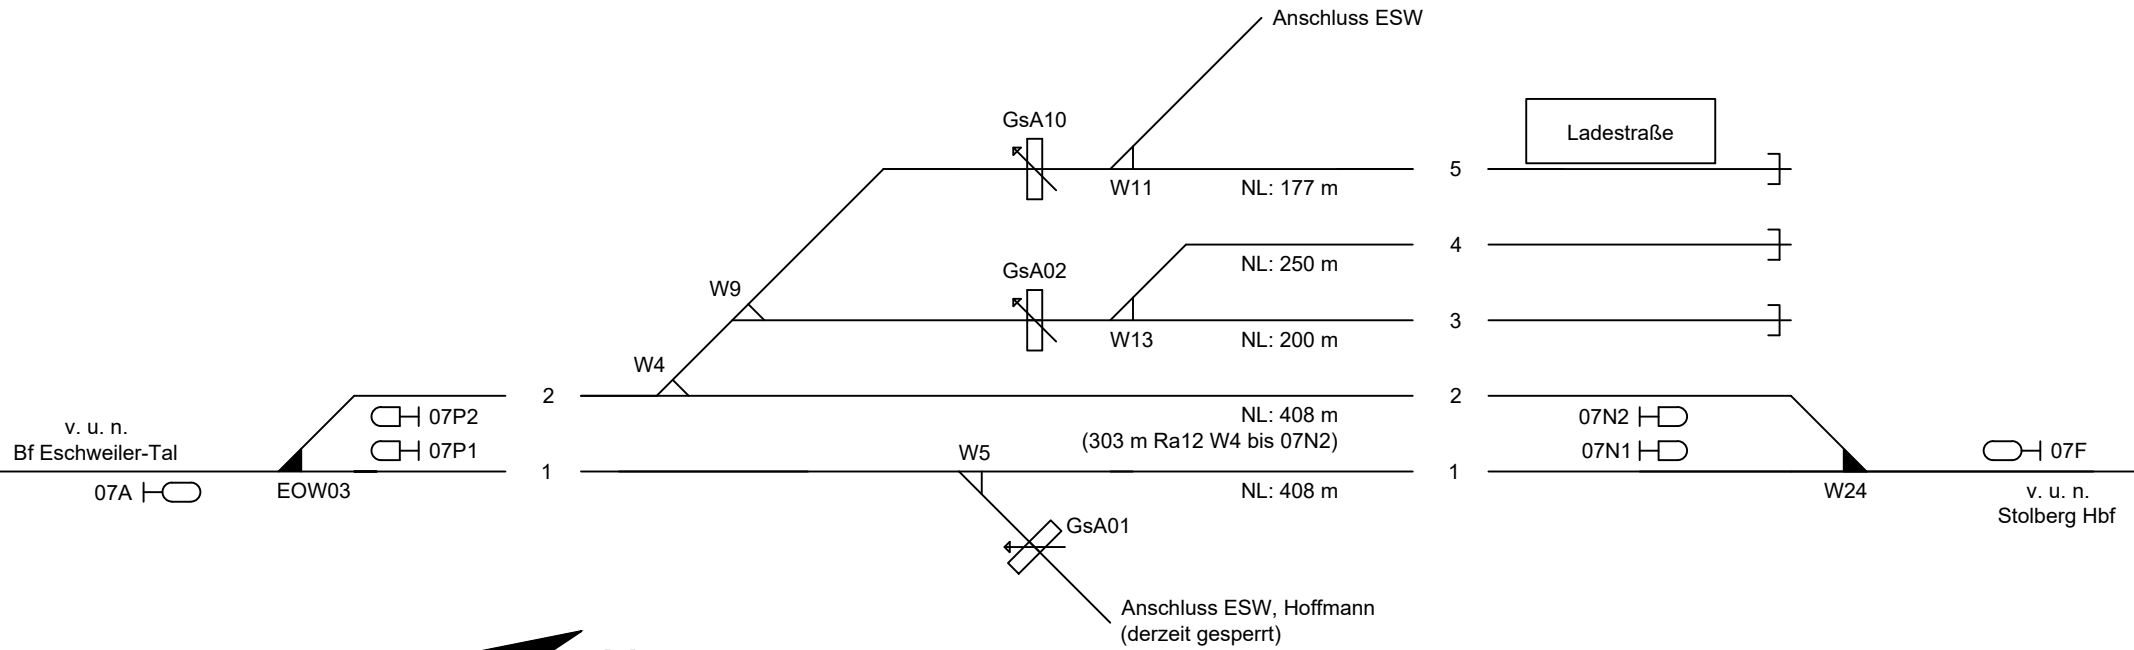 Anschluss ESW
GsA10
Ladestraße
5
W11
NL: 177 m
4
NL: 250 m
GsA02
W9
3
W13
NL: 200 m
W4
2
2
07P2
NL: 408 m
07N2
v. u. n.
Bf Eschweiler-Tal
(303 m Ra12 W4 bis 07N2)
07P1
W5
07N1
07F
1
1
07A
EOW03
NL: 408 m
W24
v. u. n.
Stolberg Hbf
GsA01
Anschluss ESW, Hoffmann
(derzeit gesperrt)